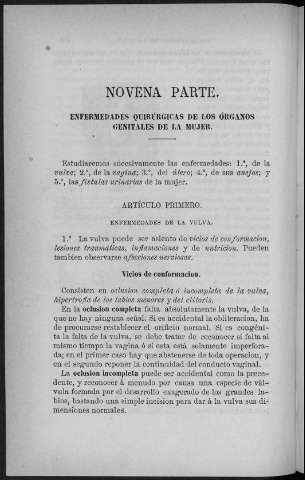 NOVENA PARTE.
ENFERMEDADES QUIRÚRGICAS DE LOS ÓRGANOS
GENITALES DE LA MUJER.
Estudiaremos sucesivamente las enfermedades: 1.°, de la
vulva; 2.°, de la vagina; 3.°, del útero; 4.°, de sus anejos; y
5.°, las fístulas urinarias de la mujer.
ARTÍCULO PRIMERO.
ENFERMEDADES DE LA VULVA.
1.° La vulva puede ser asiento de vicios de conformacion,
lesiones traumáticas, inflamaciones y de nutricion. Pueden
tambien observarse afecciones nerviosas.
Vicios de conformacion.
Consisten en oclusion completa ó incompleta de la vulva,
hipertrofia de los labios menores y del clítoris.
En la oclusion completa falta absolutamente la vulva, de la
que no hay ninguna señal. Si es accidental la obliteracion, ha
de procurarse restablecer el orificio normal. Si es congéni-
ta la falta de la vulva, se debe tratar de reconocer si falta al
mismo tiempo la vagina ó si esta está solamente imperfora-
da; en el primer caso hay que abstenerse de toda operacion, y
en el segundo reponer la continuidad del conducto vaginal.
La oclusion incompleta puede ser accidental como la prece-
dente, y reconocer á menudo por causa una especie de vál-
vula formada por el desarrollo exagerado de los grandes la-
bios, bastando una simple incision para dar á la vulva sus di-
mensiones normales.